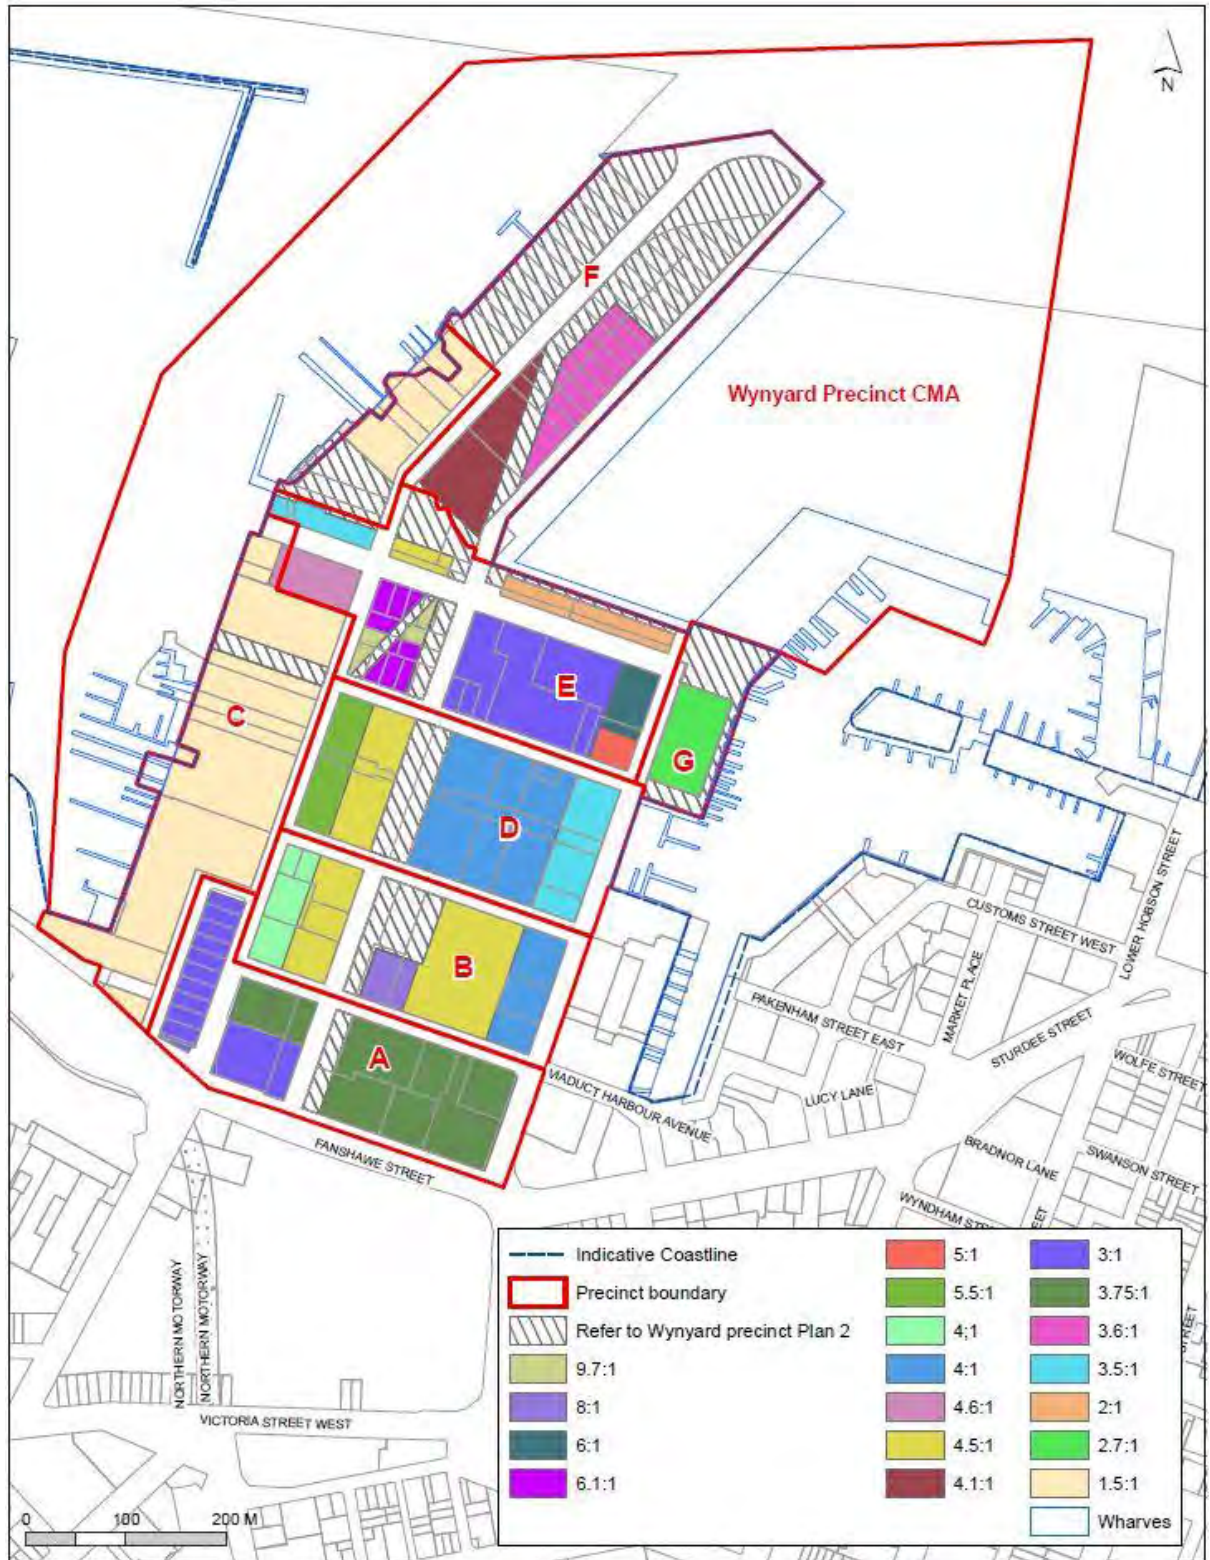 N
F
Wynyard Precinct CMA
E
C
G
D
B
A
CUSTOMS STREET WEST
LOWER HOBSON STREET
MARKET PLACE
PAKENHAM STREET EAST
STURDEE STREET
WOLFE STREET
LUCY LANE
VIADUCT HARBOUR AVENUE
FANSHAWE STREET
BRADNOR LANE
SWANSON STREET
WYNDHAM
EET
STREET
NORTHERN MOTORWAY
NORTHERN MOTORWAY
VICTORIA STREET WEST
Indicative Coastline
Precinct boundary
Refer to Wynyard precinct Plan 2
9.7:1
8:1
6:1
6.1:1
5:1
5.5:1
4;1
4:1
4.6:1
4.5:1
4.1:1
3:1
3.75:1
3.6:1
3.5:1
2:1
2.7:1
1.5:1
Wharves
0 100 200 M